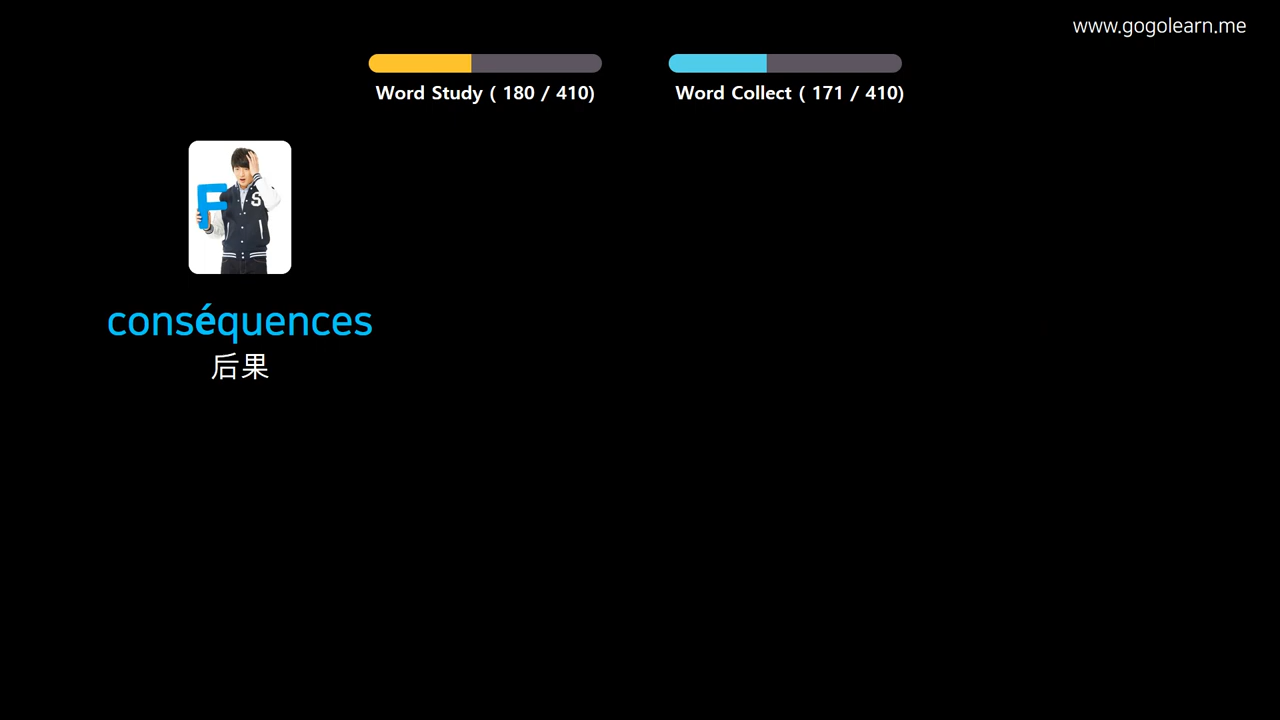 www.gogolearn.me
Word Study ( 180 / 410)
Word Collect ( 171 / 410)
F
S
conséquences
后果